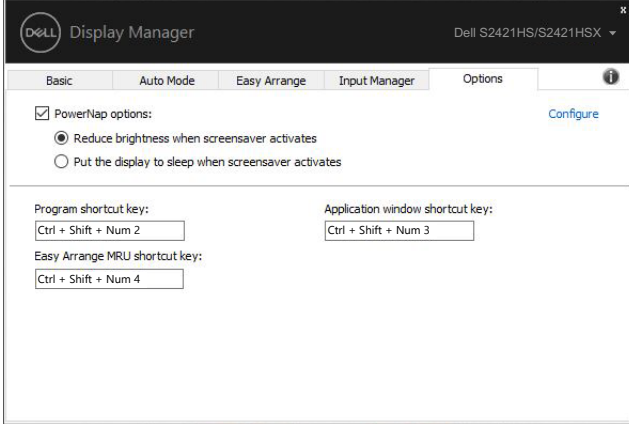 x
DELL Display Manager
Dell S2421HS/S2421HSX
Basic Auto Mode Easy Arrange Input Manager Options
PowerNap options:
Configure
Reduce brightness when screensaver activates
Put the display to sleep when screensaver activates
Program shortcut key:
Application window shortcut key:
Ctrl + Shift + Num 2
Ctrl + Shift + Num 3
Easy Arrange MRU shortcut key:
Ctrl + Shift + Num 4